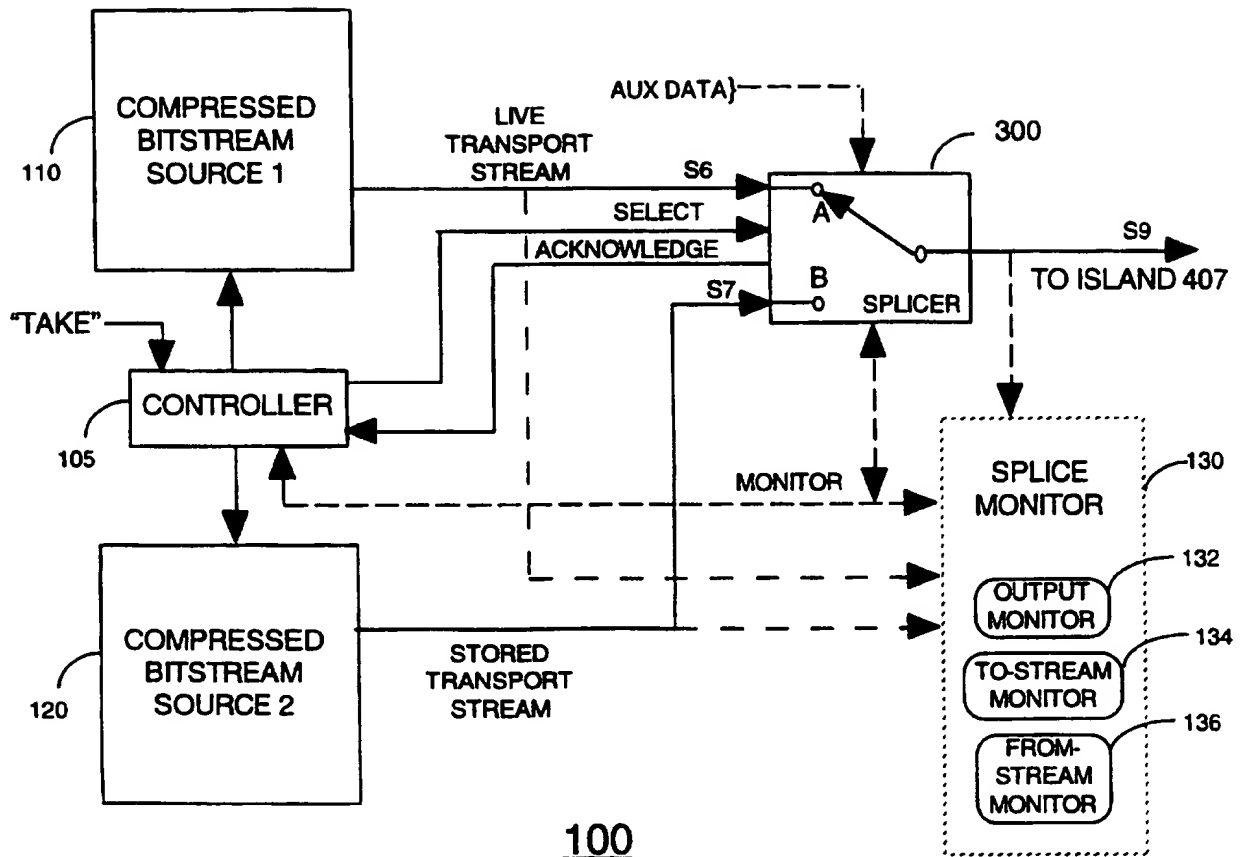 COMPRESSED
BITSTREAM
SOURCE 1
110
LIVE
TRANSPORT
STREAM
AUX DATA}
300
S6
A
SELECT
ACKNOWLEDGE
S7
B
SPLICER
S9
TO ISLAND 407
"TAKE"
CONTROLLER
105
MONITOR
SPLICE
MONITOR
130
OUTPUT
MONITOR
132
TO-STREAM
MONITOR
134
FROM-
STREAM
MONITOR
136
COMPRESSED
BITSTREAM
SOURCE 2
120
STORED
TRANSPORT
STREAM
100